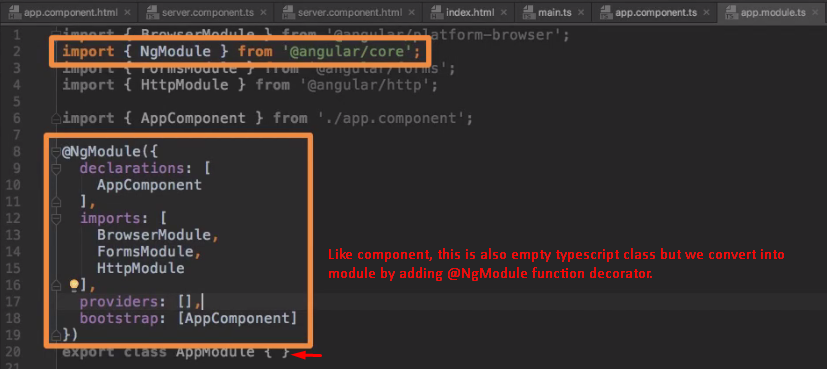 app.component.html × server.component.ts × server.component.html × index.html × main.ts × app.component.ts × app.module.ts ×
1 import { BrowserModule } from '@angular/platform-browser';
2 import { NgModule } from '@angular/core';
3 import { FormsModule } from '@angular/forms';
4 import { HttpModule } from '@angular/http';
5
6 import { AppComponent } from './app.component';
7
8 @NgModule({
9 declarations: [
10 AppComponent
11 ],
12 imports: [
13 BrowserModule,
14 FormsModule,
15 HttpModule
16 ],
17 providers: [],
18 bootstrap: [AppComponent]
19 })
20 export class AppModule { }
21
Like component, this is also empty typescript class but we convert into
module by adding @NgModule function decorator.